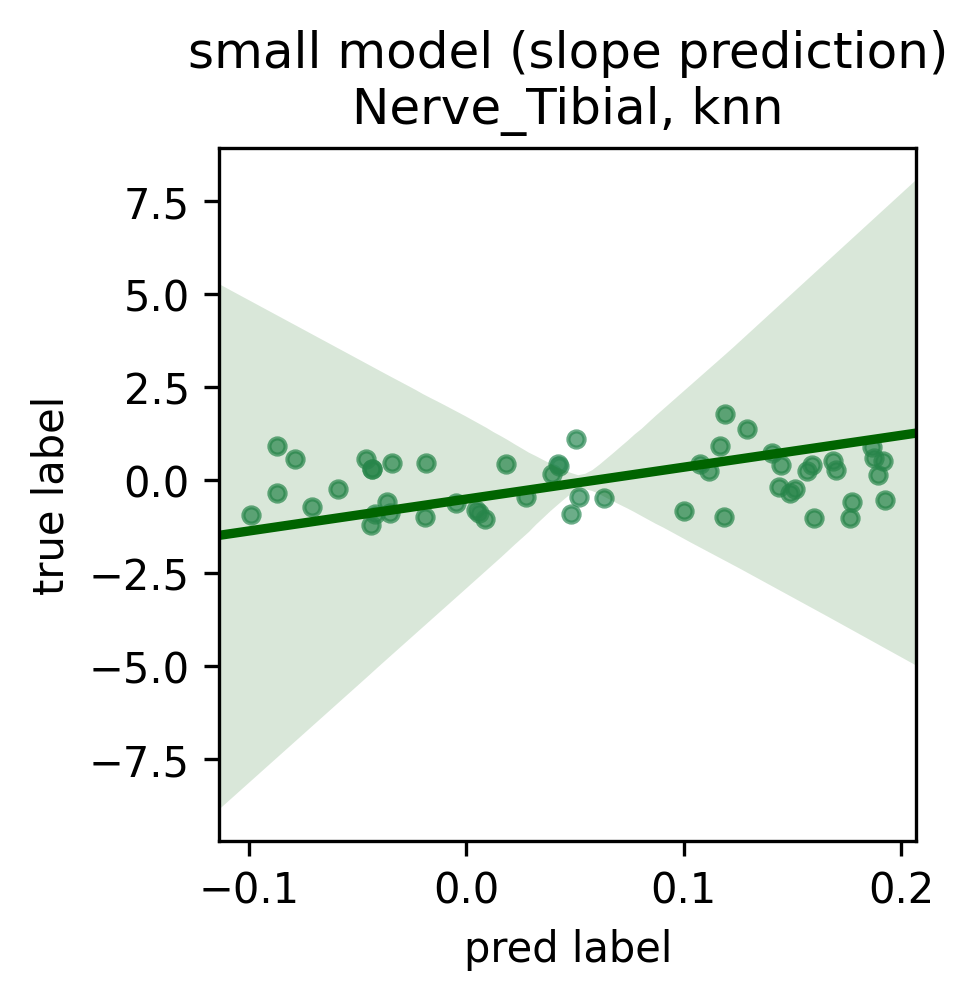 small model (slope prediction)
Nerve_Tibial, knn
7.5
5.0
2.5
0.0
−2.5
−5.0
−7.5
true label
−0.1
0.0
0.1
0.2
pred label